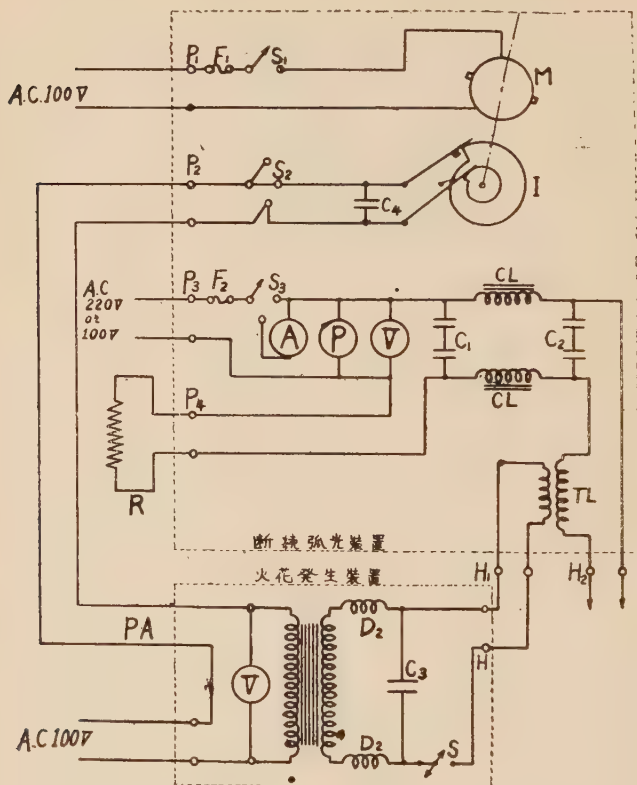 P₁ F₁ S₁
M
A.C.100V
P₂ S₂
C₄
I
A.C
220V
or
100V
P₃ F₂ S₃
CL
A P V
C₁
C₂
CL
P₄
R
TL
断続弧光装置
火花発生装置
H₁ H₂
PA
D₂
V
C₃
H
A.C 100V
D₂ S